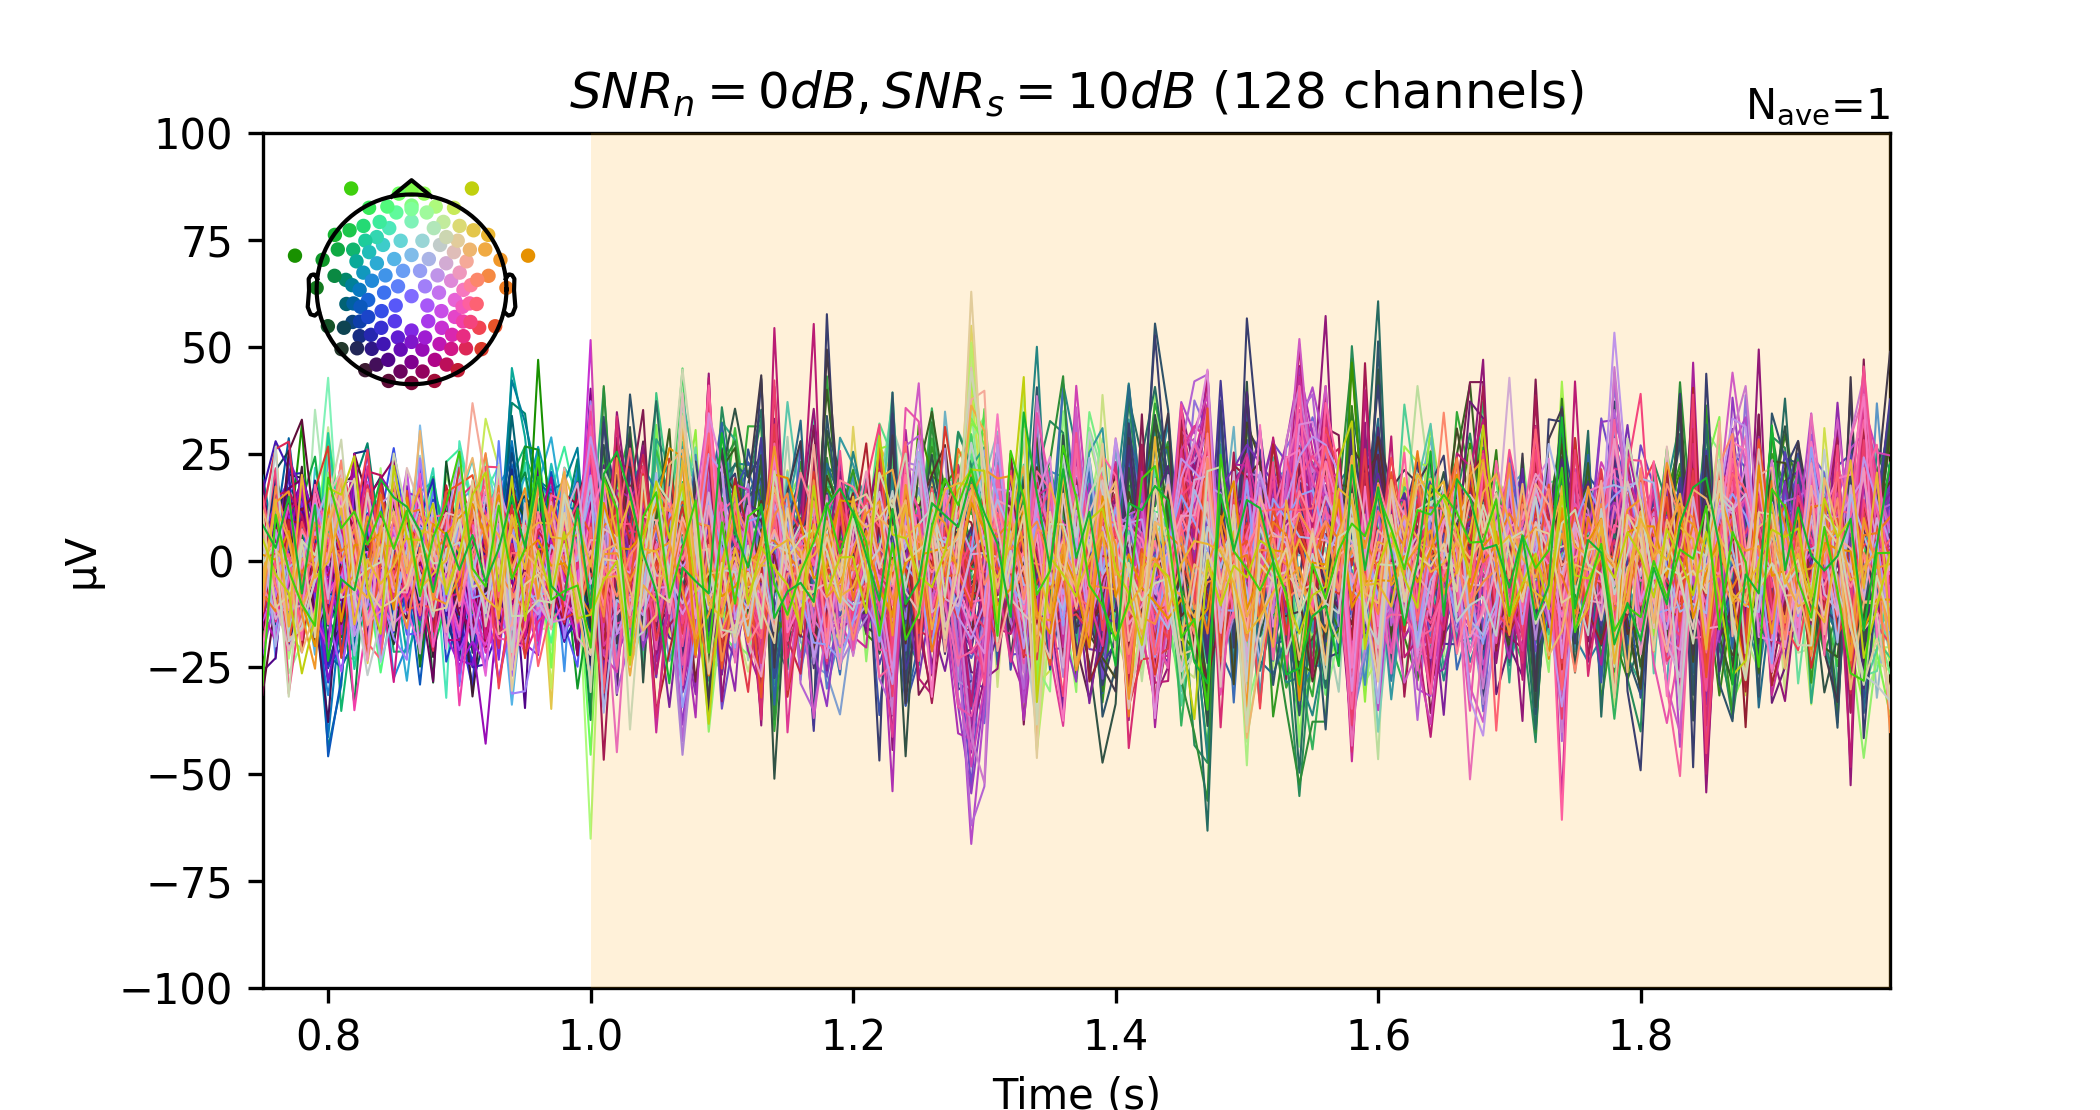 SNRn = 0dB, SNRs = 10dB (128 channels)
Nave=1
100
75
50
25
0
−25
−50
−75
−100
µV
0.8 1.0 1.2 1.4 1.6 1.8
Time (s)